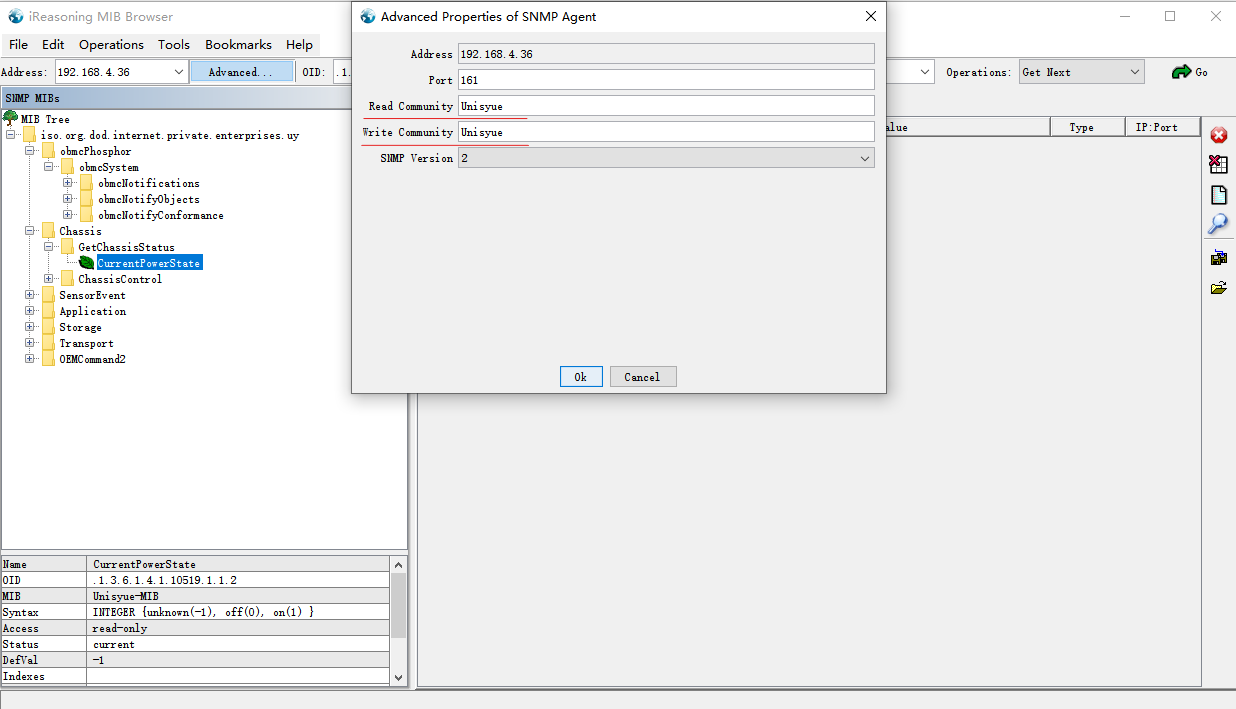 iReasoning MIB Browser
File Edit Operations Tools Bookmarks Help
Address: 192.168.4.36 Advanced... OID: .1.
Operations: Get Next Go
SNMP MIBs
MIB Tree
iso.org.dod.internet.private.enterprises.uy
obmcPhosphor
obmcSystem
obmcNotifications
obmcNotifyObjects
obmcNotifyConformance
Chassis
GetChassisStatus
CurrentPowerState
ChassisControl
SensorEvent
Application
Storage
Transport
OEMCommand2
Name CurrentPowerState
OID .1.3.6.1.4.1.10519.1.1.2
MIB Unisyue-MIB
Syntax INTEGER {unknown(-1), off(0), on(1) }
Access read-only
Status current
DefVal -1
Indexes
Advanced Properties of SNMP Agent
Address 192.168.4.36
Port 161
Read Community Unisyue
Write Community Unisyue
SNMP Version 2
Ok Cancel
alue Type IP:Port